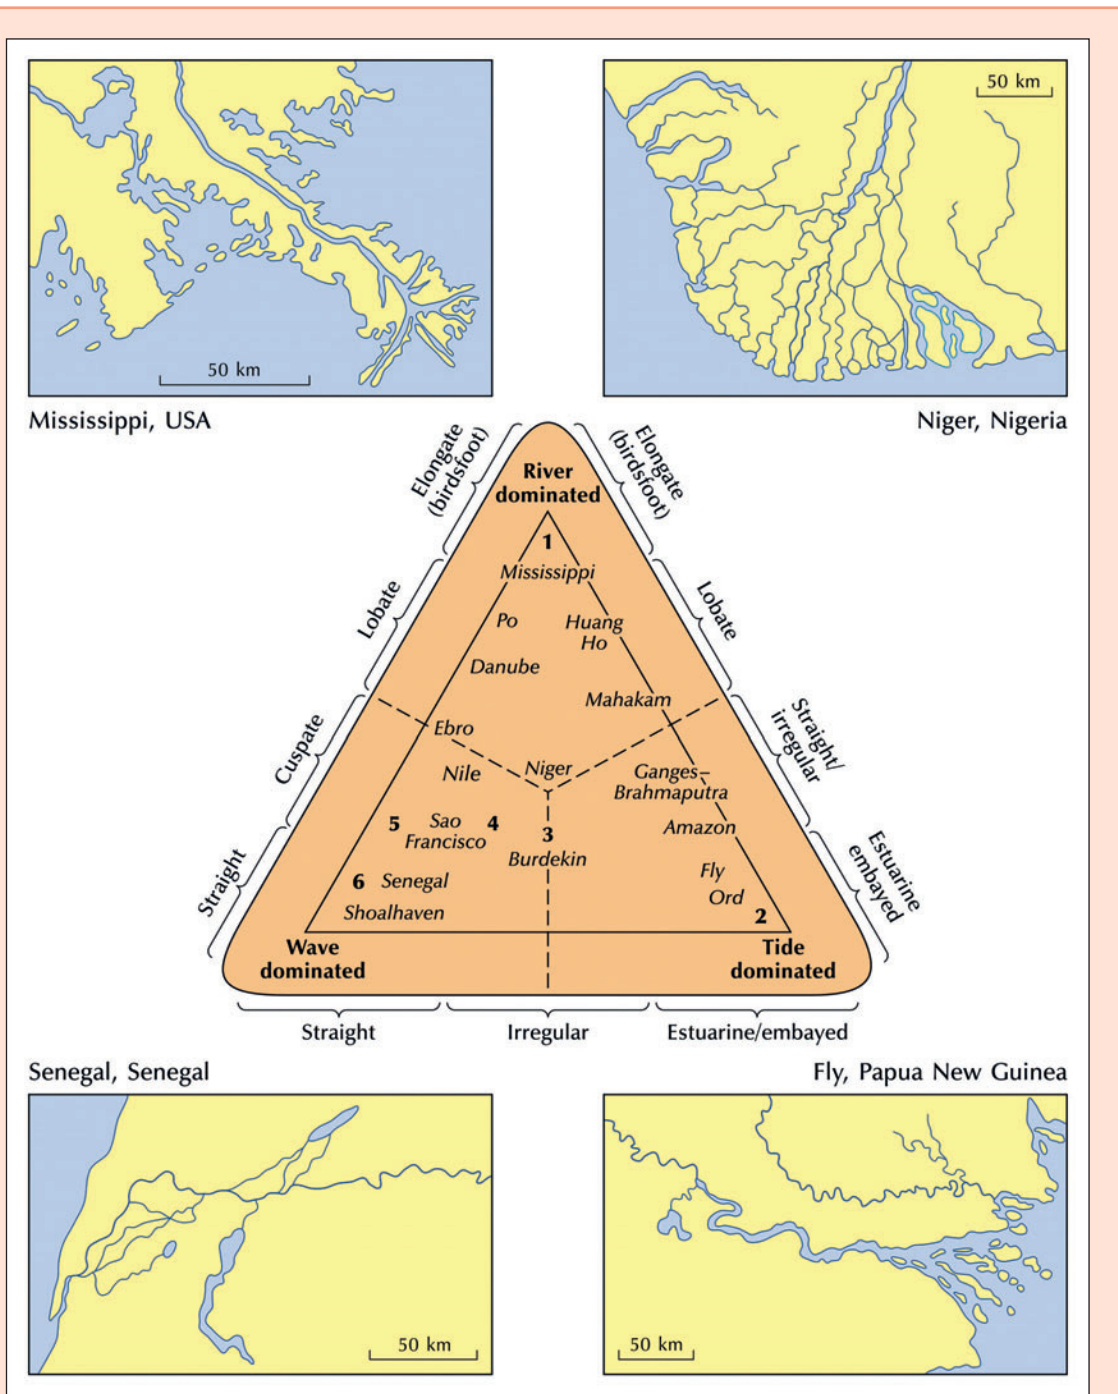 50 km
50 km
Mississippi, USA
Niger, Nigeria
Elongate
(birdsfoot)
Elongate
(birdsfoot)
River
dominated
1
Mississippi
Lobate
Lobate
Po
Huang
Ho
Danube
Mahakam
Cuspate
Straight/
irregular
Ebro
Nile
Niger
Ganges–
Brahmaputra
5
Sao
Francisco
4
3
Burdekin
Amazon
Straight
Estuarine
embayed
6
Senegal
Fly
Ord
Shoalhaven
2
Wave
dominated
Tide
dominated
Straight
Irregular
Estuarine/embayed
Senegal, Senegal
Fly, Papua New Guinea
50 km
50 km